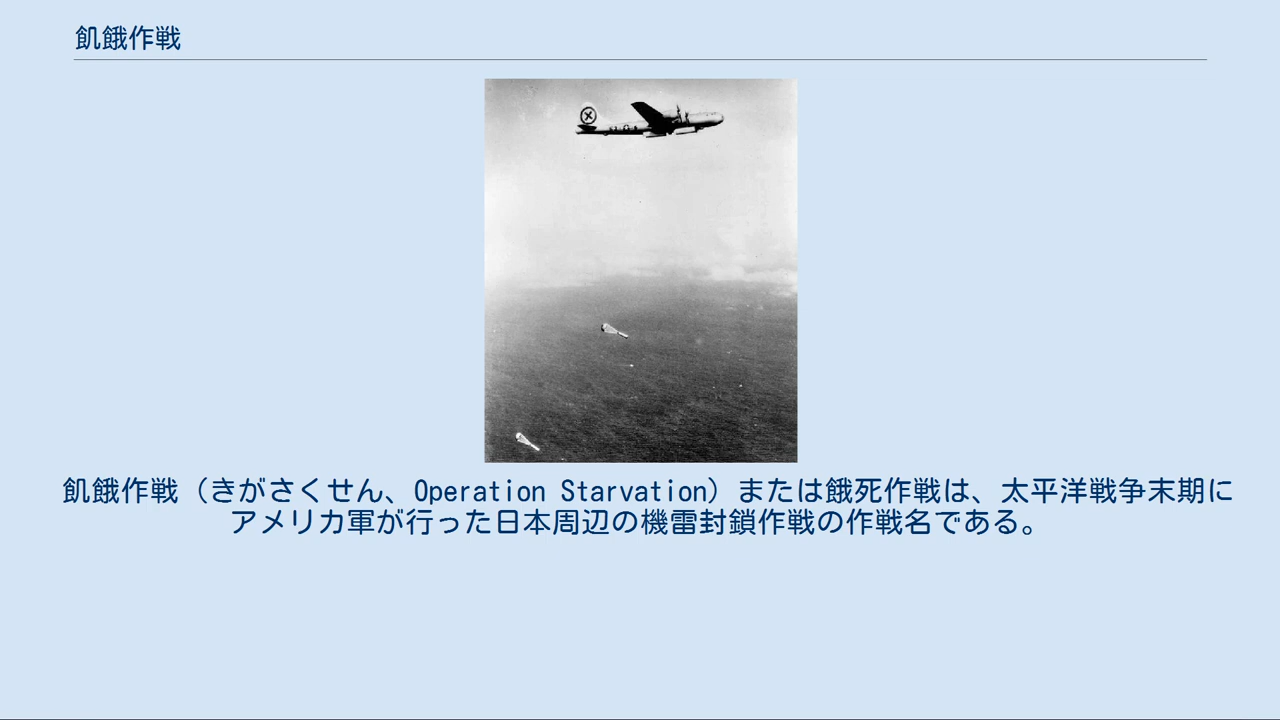 飢餓作戦
飢餓作戦（きがさくせん、Operation Starvation）または餓死作戦は、太平洋戦争末期に
アメリカ軍が行った日本周辺の機雷封鎖作戦の作戦名である。